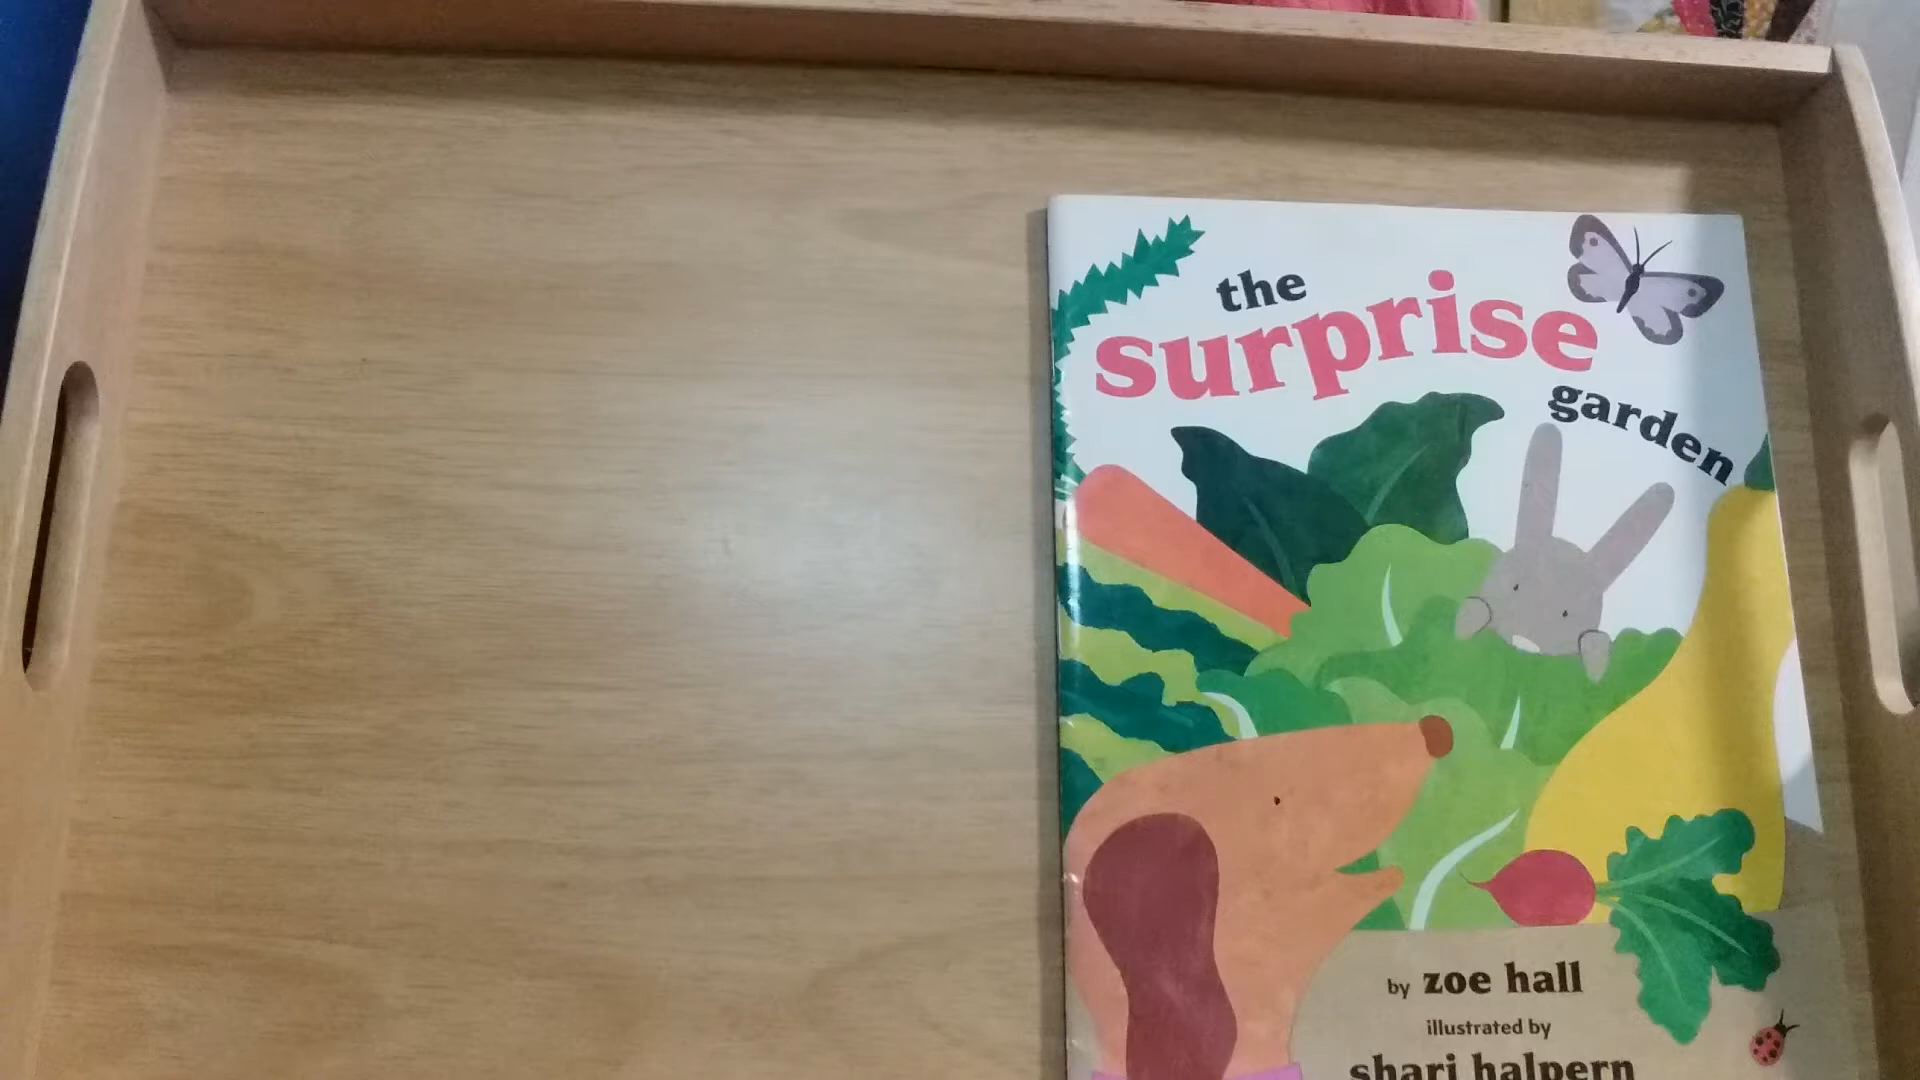 the
surprise
garden
by zoe hall
illustrated by
shari halpern